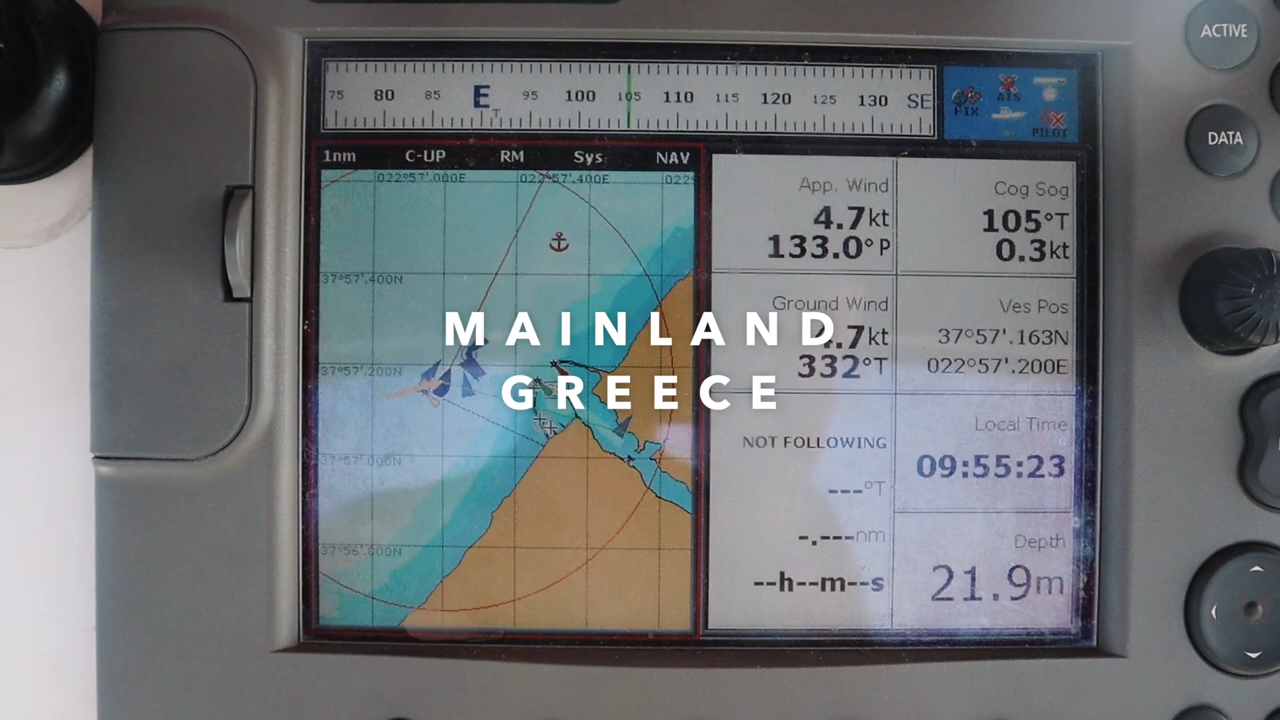 75 80 85 E T 95 100 105 110 115 120 125 130 SE
FIX AIS PILOT
ACTIVE
DATA
1nm C-UP RM Sys NAV
022°57'.000E 022°57'.400E 022°
37°57'.400N
37°57'.200N
37°57'.000N
37°56'.800N
App. Wind
4.7kt
133.0°P
Cog Sog
105°T
0.3kt
Ground Wind
4.7kt
332°T
Ves Pos
37°57'.163N
022°57'.200E
MAINLAND
GREECE
NOT FOLLOWING
---°T
-.---nm
--h--m--s
Local Time
09:55:23
Depth
21.9m